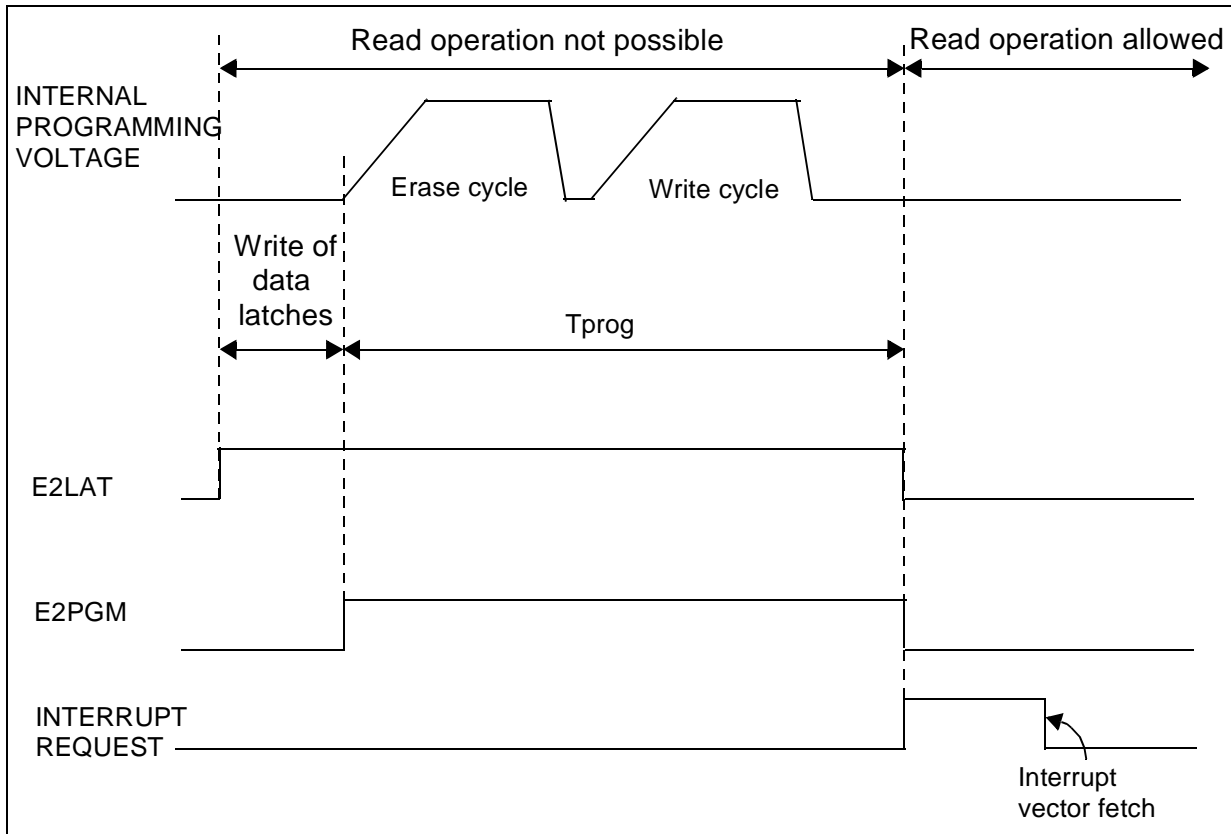 Read operation not possible
Read operation allowed
INTERNAL
PROGRAMMING
VOLTAGE
Erase cycle
Write cycle
Write of
data
latches
Tprog
E2LAT
E2PGM
INTERRUPT
REQUEST
Interrupt
vector fetch